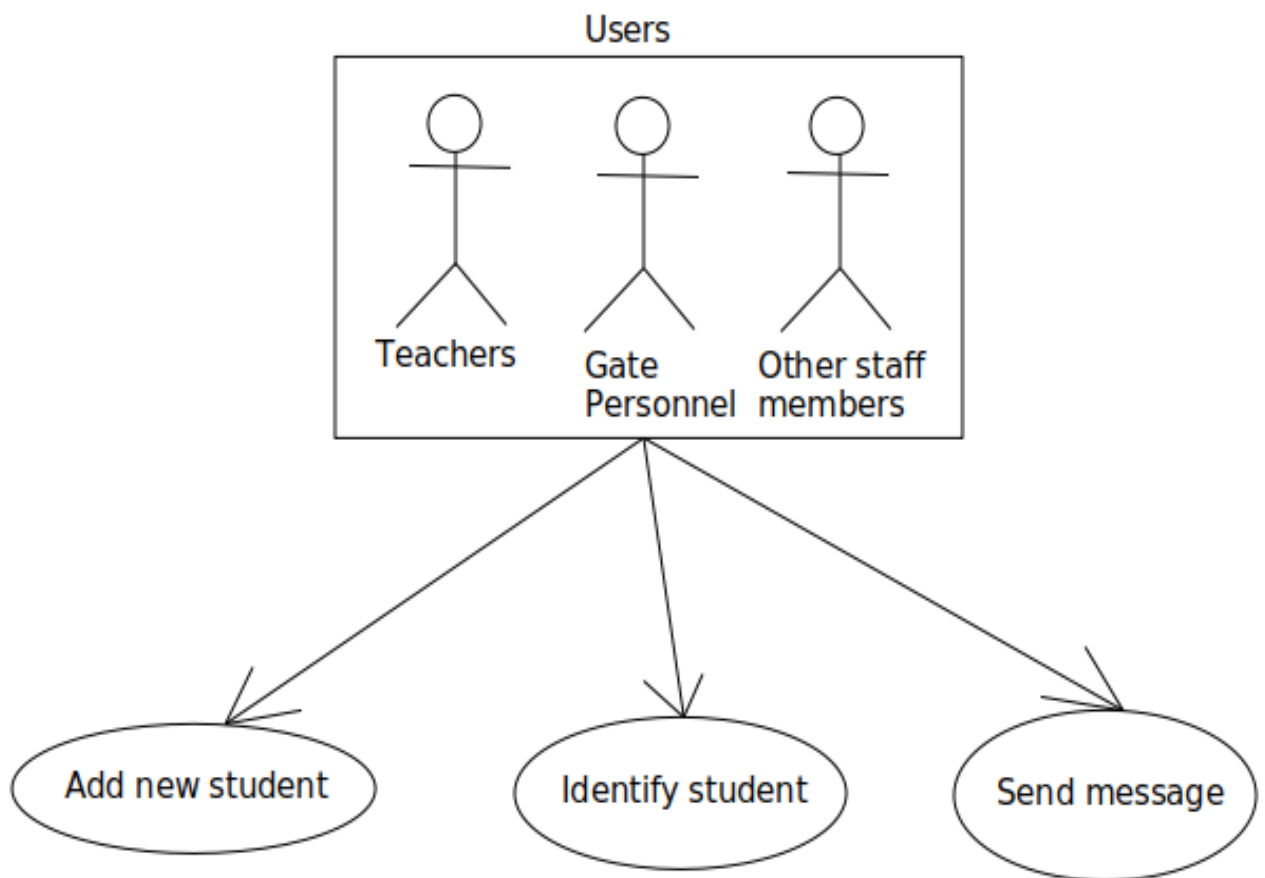 Users
Teachers
Gate
Personnel
Other staff
members
Add new student
Identify student
Send message